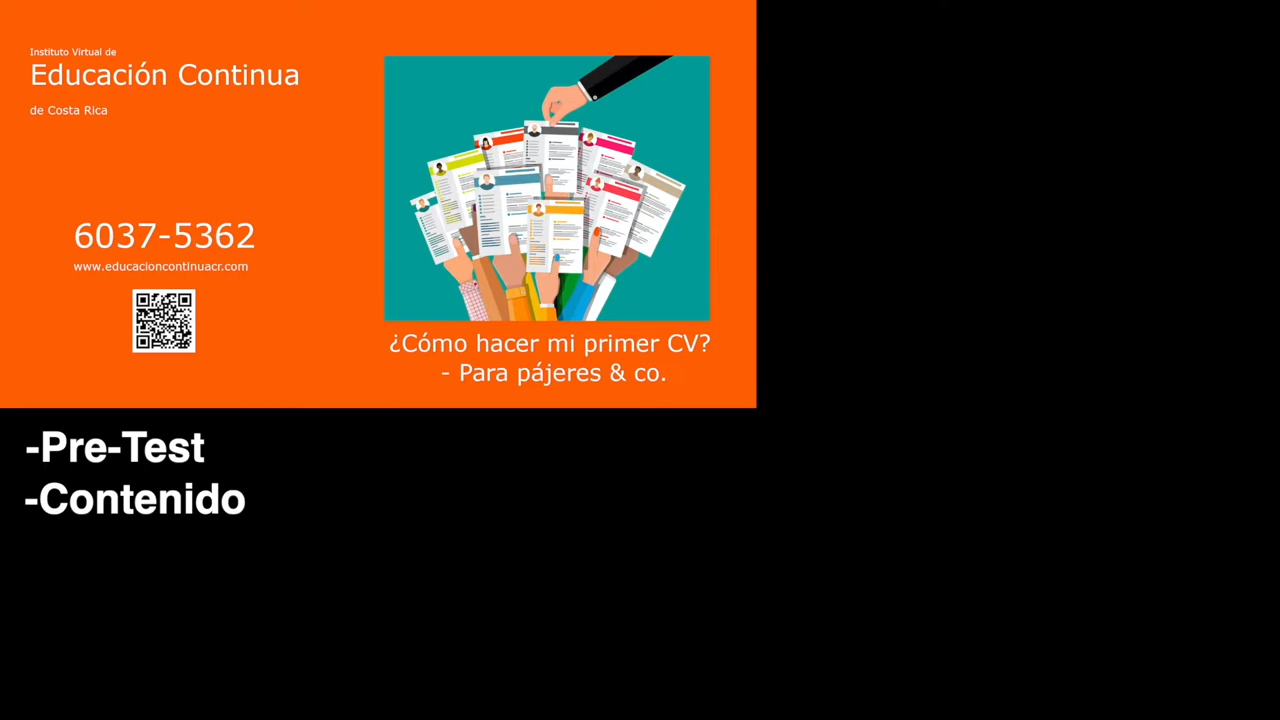 Instituto Virtual de
Educación Continua
de Costa Rica
6037-5362
www.educacioncontinuacr.com
¿Cómo hacer mi primer CV?
- Para pájeres & co.
-Pre-Test
-Contenido